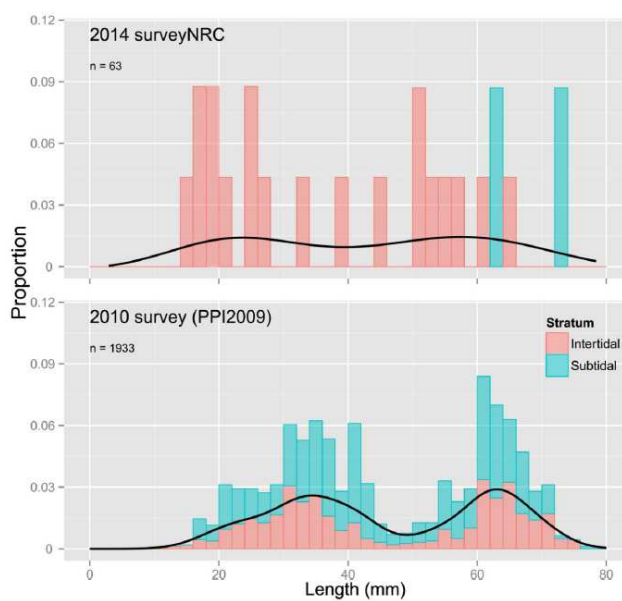 0.12
2014 surveyNRC
n = 63
0.09
0.06
0.03
0
Proportion
0.12
2010 survey (PPI2009)
n = 1933
Stratum
Intertidal
Subtidal
0.09
0.06
0.03
0
0 20 40 60 80
Length (mm)